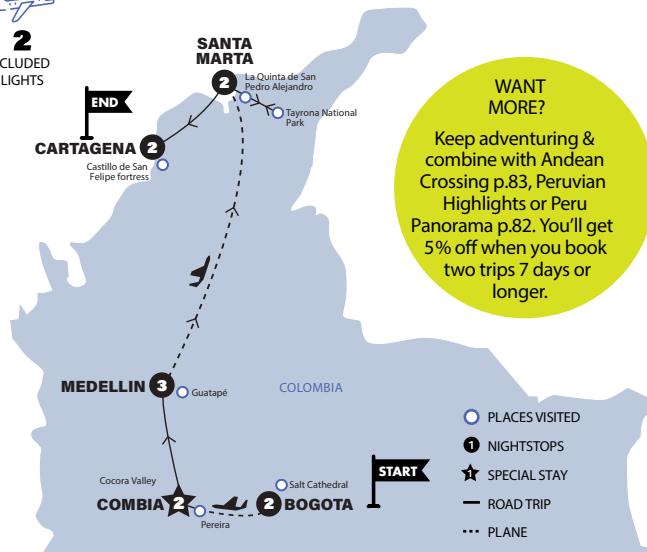 2
CLUDED
LIGHTS
SANTA
MARTA
2
La Quinta de San
Pedro Alejandro
Tayrona National
Park
END
CARTAGENA 2
Castillo de San
Felipe fortress
WANT
MORE?
Keep adventuring &
combine with Andean
Crossing p.83, Peruvian
Highlights or Peru
Panorama p.82. You'll get
5% off when you book
two trips 7 days or
longer.
MEDELLIN 3
Guatapé
COLOMBIA
Cocora Valley
COMBIA 2
Pereira
Salt Cathedral
2 BOGOTA
START
PLACES VISITED
1 NIGHTSTOPS
1 SPECIAL STAY
ROAD TRIP
PLANE